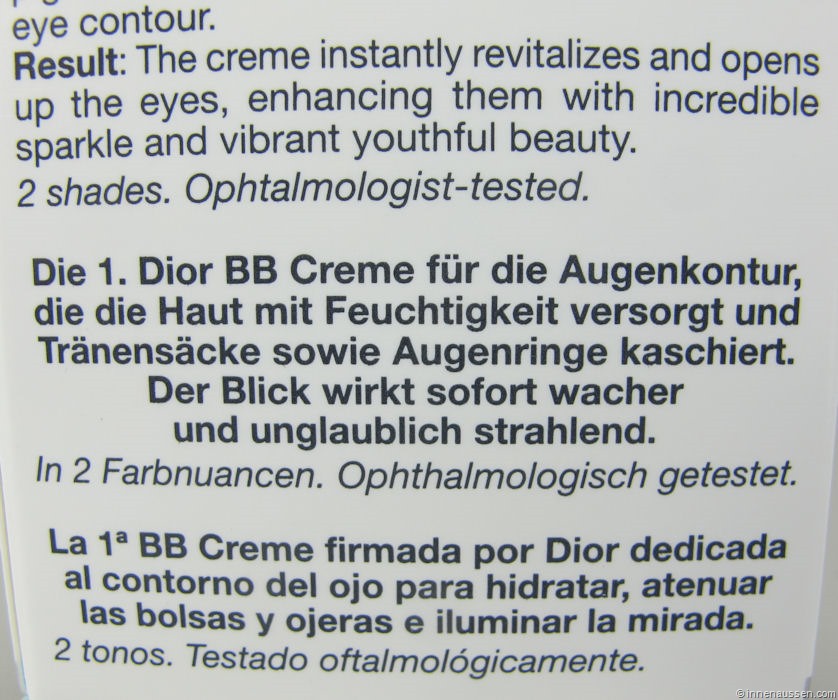 eye contour.
Result: The creme instantly revitalizes and opens
up the eyes, enhancing them with incredible
sparkle and vibrant youthful beauty.
2 shades. Ophtalmologist-tested.
Die 1. Dior BB Creme für die Augenkontur,
die die Haut mit Feuchtigkeit versorgt und
Tränensäcke sowie Augenringe kaschiert.
Der Blick wirkt sofort wacher
und unglaublich strahlend.
In 2 Farbnuancen. Ophthalmologisch getestet.
La 1ª BB Creme firmada por Dior dedicada
al contorno del ojo para hidratar, atenuar
las bolsas y ojeras e iluminar la mirada.
2 tonos. Testado oftalmológicamente.
© innenaussen.com